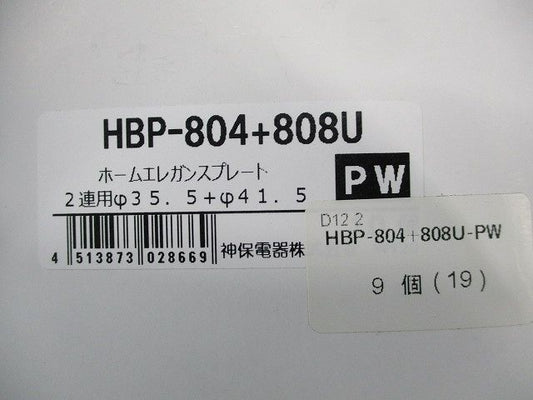 HBP-804+808U
ホームエレガンスプレート
2連用φ35.5+φ41.5
PW
4 513873 028669
神保電器株
D12 2
HBP-804+808U-PW
9 個(19)